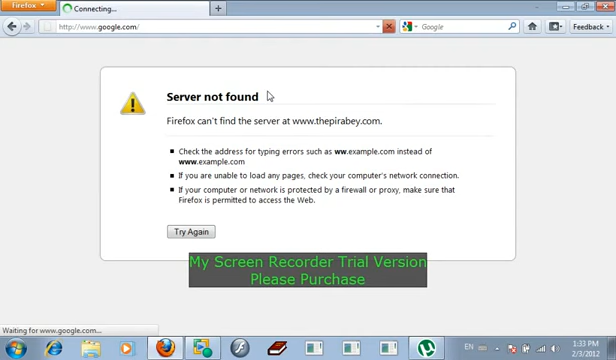 Firefox
Connecting...
http://www.google.com/
Google
Feedback
Server not found
Firefox can't find the server at www.thepirabey.com.
Check the address for typing errors such as ww.example.com instead of
www.example.com
If you are unable to load any pages, check your computer's network connection.
If your computer or network is protected by a firewall or proxy, make sure that
Firefox is permitted to access the Web.
Try Again
My Screen Recorder Trial Version
Please Purchase
Waiting for www.google.com...
EN
1:33 PM
2/3/2012